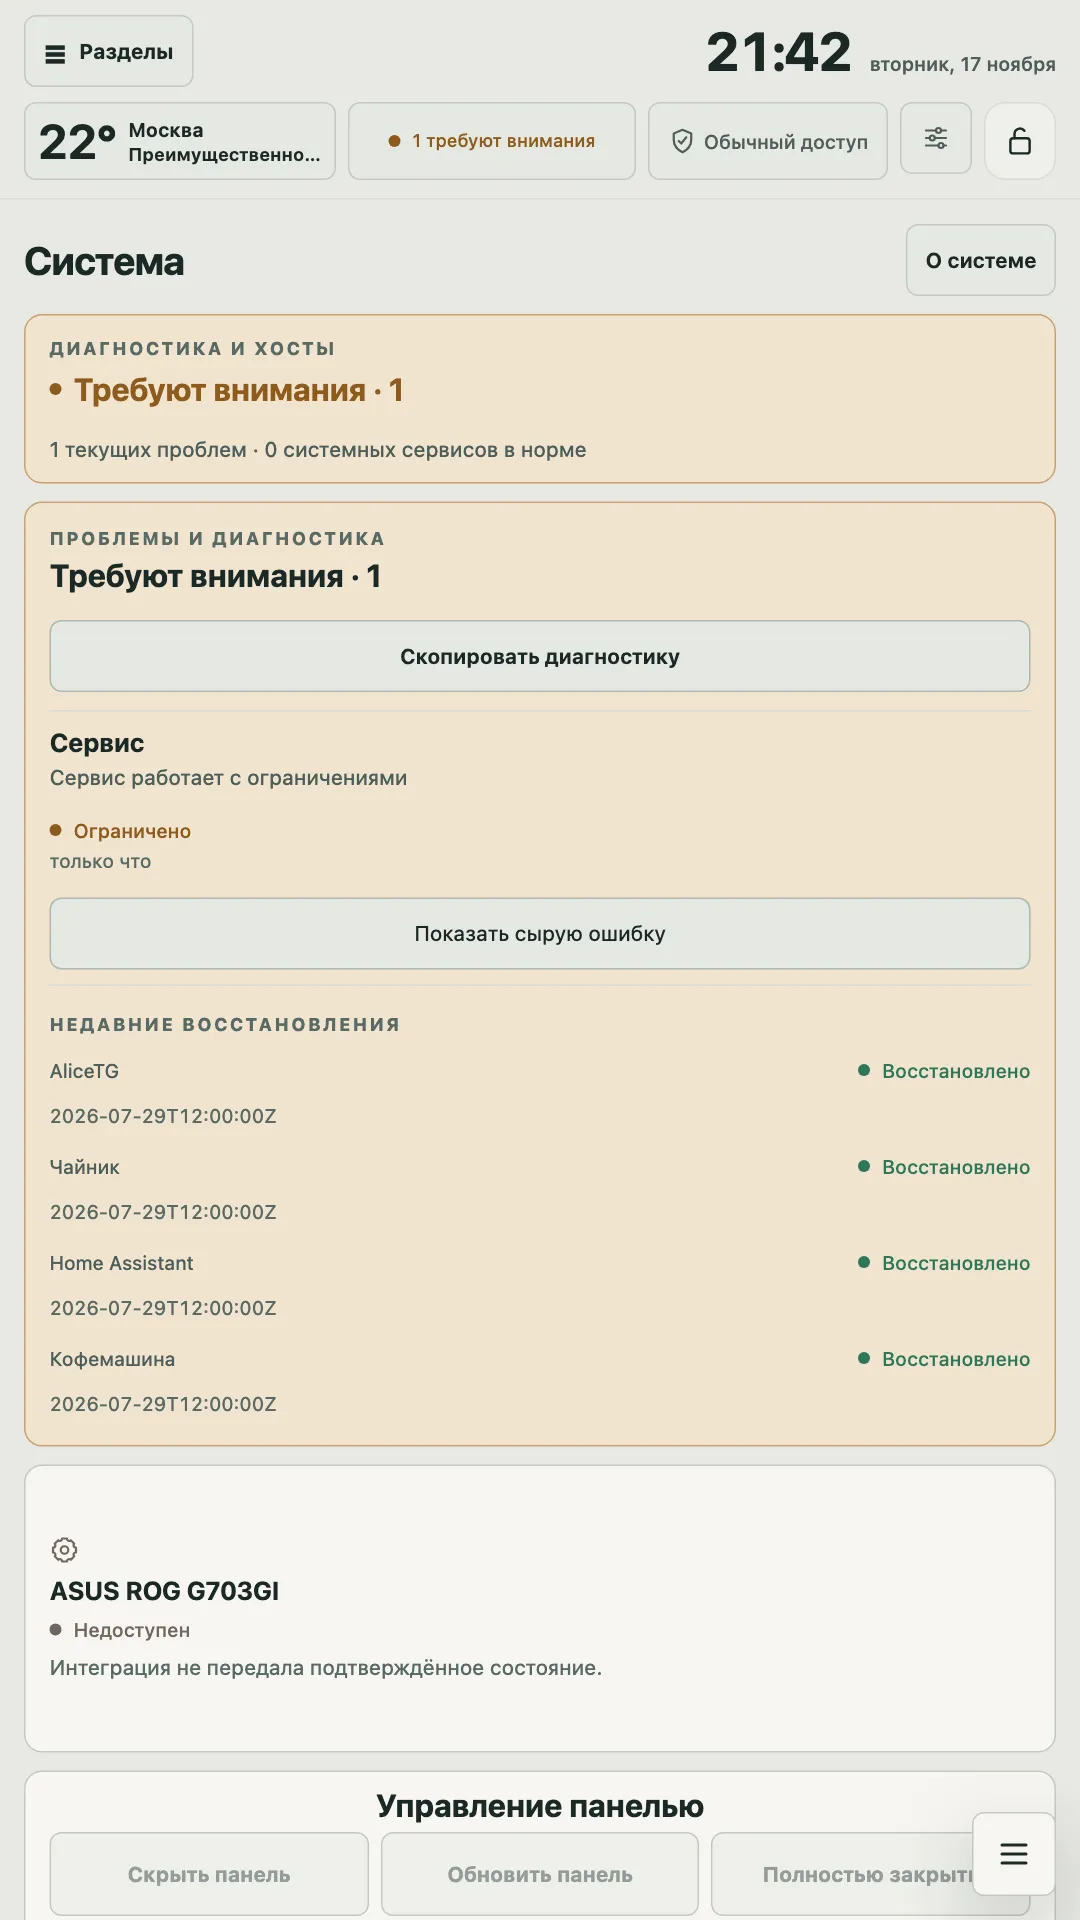 Разделы
21:42 вторник, 17 ноября
22° Москва
Преимущественно...
1 требуют внимания
Обычный доступ
Система
О системе
ДИАГНОСТИКА И ХОСТЫ
Требуют внимания · 1
1 текущих проблем · 0 системных сервисов в норме
ПРОБЛЕМЫ И ДИАГНОСТИКА
Требуют внимания · 1
Скопировать диагностику
Сервис
Сервис работает с ограничениями
Ограничено
только что
Показать сырую ошибку
НЕДАВНИЕ ВОССТАНОВЛЕНИЯ
AliceTG Восстановлено
2026-07-29T12:00:00Z
Чайник Восстановлено
2026-07-29T12:00:00Z
Home Assistant Восстановлено
2026-07-29T12:00:00Z
Кофемашина Восстановлено
2026-07-29T12:00:00Z
ASUS ROG G703GI
Недоступен
Интеграция не передала подтверждённое состояние.
Управление панелью
Скрыть панель
Обновить панель
Полностью закрыть